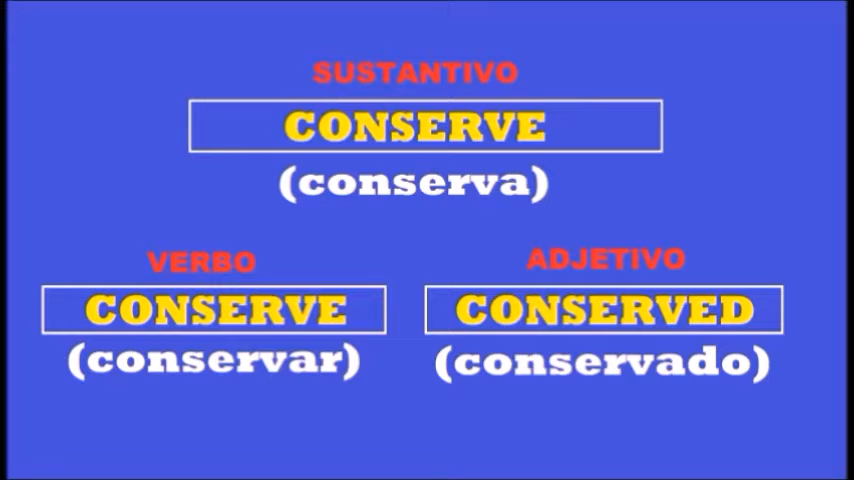 SUSTANTIVO
CONSERVE
(conserva)
VERBO
CONSERVE
(conservar)
ADJETIVO
CONSERVED
(conservado)